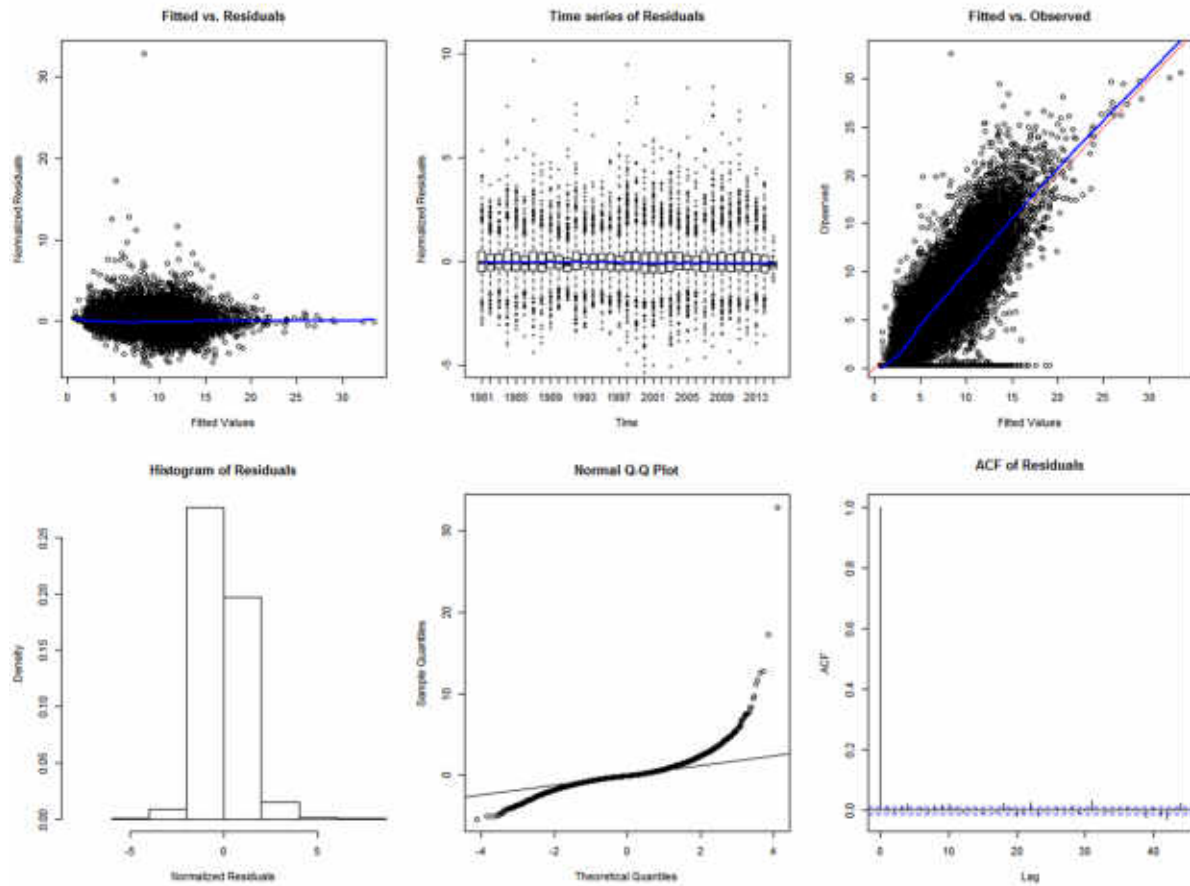 Fitted vs. Residuals
Normalized Residuals
30
20
10
0
0 5 10 15 20 25 30
Fitted Values
Time series of Residuals
Normalized Residuals
10
5
0
-5
1981 1985 1989 1993 1997 2001 2005 2009 2013
Time
Fitted vs. Observed
Observed
30
25
20
15
10
5
0
0 5 10 15 20 25 30
Fitted Values
Histogram of Residuals
Density
0.25
0.20
0.15
0.10
0.05
0.00
-5 0 5
Normalized Residuals
Normal Q-Q Plot
Sample Quantiles
30
20
10
0
-4 -2 0 2 4
Theoretical Quantiles
ACF of Residuals
ACF
1.0
0.8
0.6
0.4
0.2
0.0
0 10 20 30 40
Lag